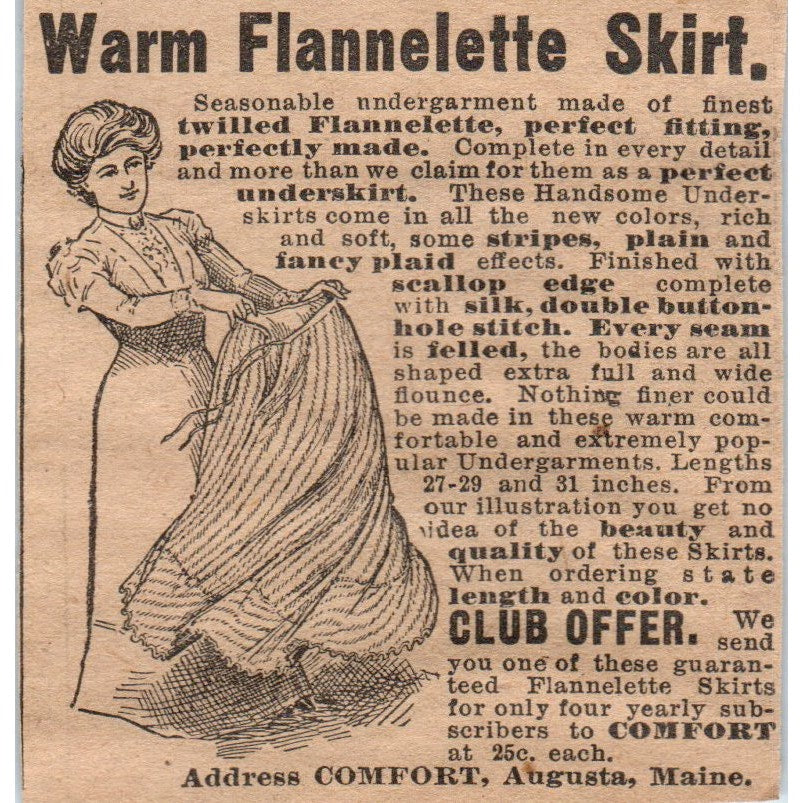 Warm Flannelette Skirt.
Seasonable undergarment made of finest
twilled Flannelette, perfect fitting,
perfectly made. Complete in every detail
and more than we claim for them as a perfect
underskirt. These Handsome Under-
skirts come in all the new colors, rich
and soft, some stripes, plain and
fancy plaid effects. Finished with
scallop edge complete
with silk, double button-
hole stitch. Every seam
is felled, the bodies are all
shaped extra full and wide
flounce. Nothing finer could
be made in these warm com-
fortable and extremely pop-
ular Undergarments. Lengths
27-29 and 31 inches. From
our illustration you get no
idea of the beauty and
quality of these Skirts.
When ordering state
length and color.
CLUB OFFER. We
send
you one of these guaran-
teed Flannelette Skirts
for only four yearly sub-
scribers to COMFORT
at 25c. each.
Address COMFORT, Augusta, Maine.